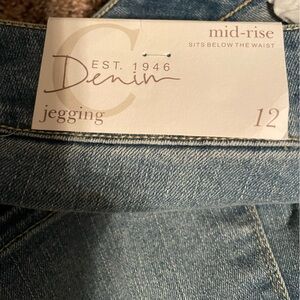 mid-rise
SITS BELOW THE WAIST
C
EST. 1946
Denim
jegging
12